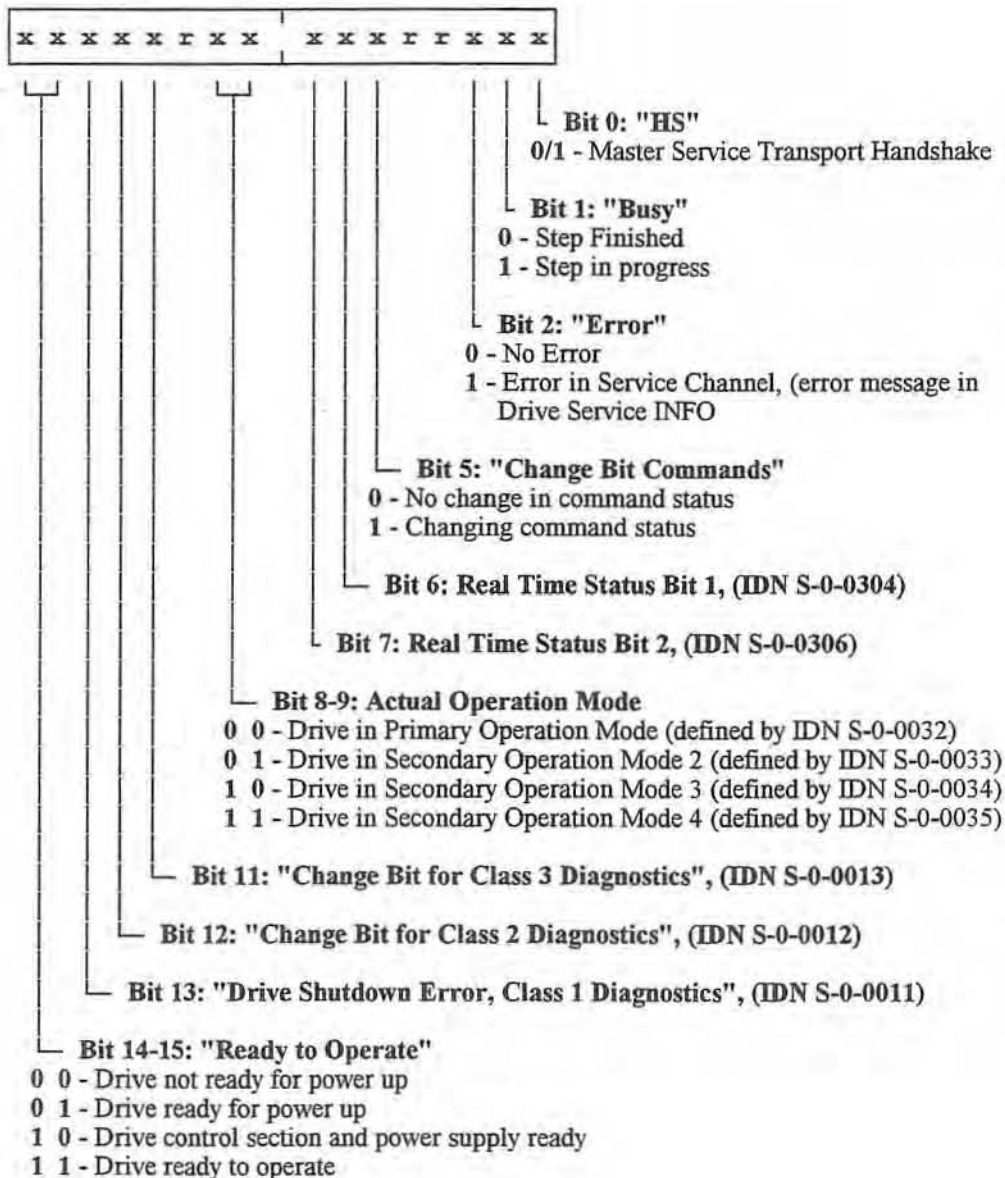 x x x x x r x x x x x r r x x x
Bit 0: "HS"
0/1 - Master Service Transport Handshake
Bit 1: "Busy"
0 - Step Finished
1 - Step in progress
Bit 2: "Error"
0 - No Error
1 - Error in Service Channel, (error message in
Drive Service INFO
Bit 5: "Change Bit Commands"
0 - No change in command status
1 - Changing command status
Bit 6: Real Time Status Bit 1, (IDN S-0-0304)
Bit 7: Real Time Status Bit 2, (IDN S-0-0306)
Bit 8-9: Actual Operation Mode
0 0 - Drive in Primary Operation Mode (defined by IDN S-0-0032)
0 1 - Drive in Secondary Operation Mode 2 (defined by IDN S-0-0033)
1 0 - Drive in Secondary Operation Mode 3 (defined by IDN S-0-0034)
1 1 - Drive in Secondary Operation Mode 4 (defined by IDN S-0-0035)
Bit 11: "Change Bit for Class 3 Diagnostics", (IDN S-0-0013)
Bit 12: "Change Bit for Class 2 Diagnostics", (IDN S-0-0012)
Bit 13: "Drive Shutdown Error, Class 1 Diagnostics", (IDN S-0-0011)
Bit 14-15: "Ready to Operate"
0 0 - Drive not ready for power up
0 1 - Drive ready for power up
1 0 - Drive control section and power supply ready
1 1 - Drive ready to operate